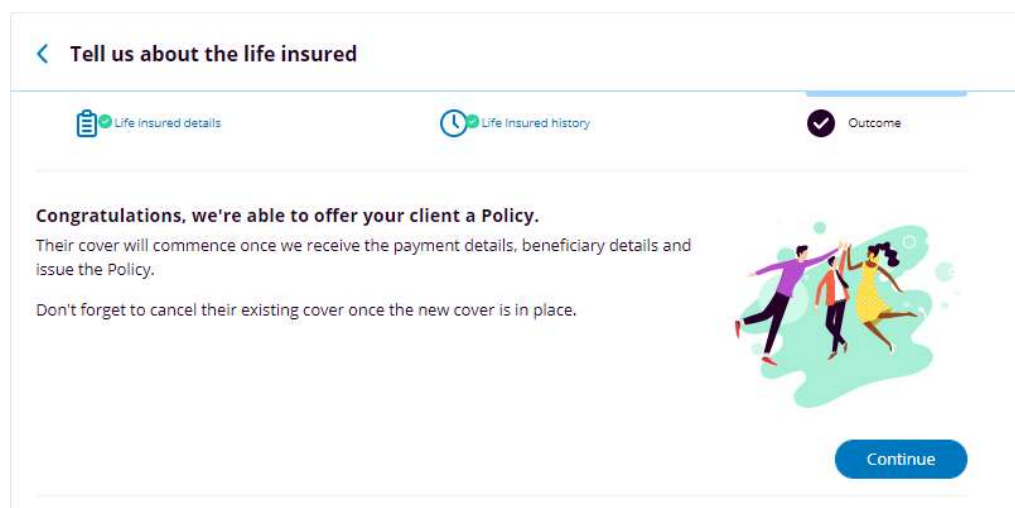 Tell us about the life insured
Life insured details
Life Insured history
Outcome
Congratulations, we're able to offer your client a Policy.
Their cover will commence once we receive the payment details, beneficiary details and
issue the Policy.
Don't forget to cancel their existing cover once the new cover is in place.
Continue